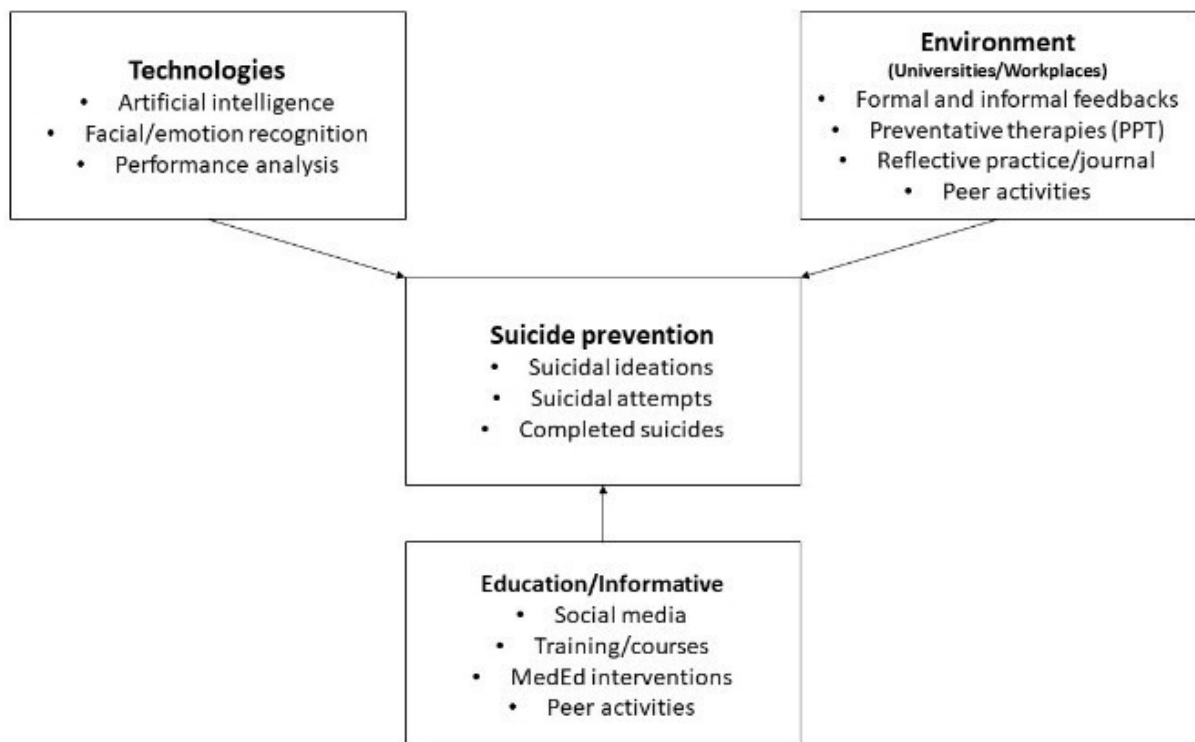 Technologies
• Artificial intelligence
• Facial/emotion recognition
• Performance analysis
Environment
(Universities/Workplaces)
• Formal and informal feedbacks
• Preventative therapies (PPT)
• Reflective practice/journal
• Peer activities
Suicide prevention
• Suicidal ideations
• Suicidal attempts
• Completed suicides
Education/Informative
• Social media
• Training/courses
• MedEd interventions
• Peer activities